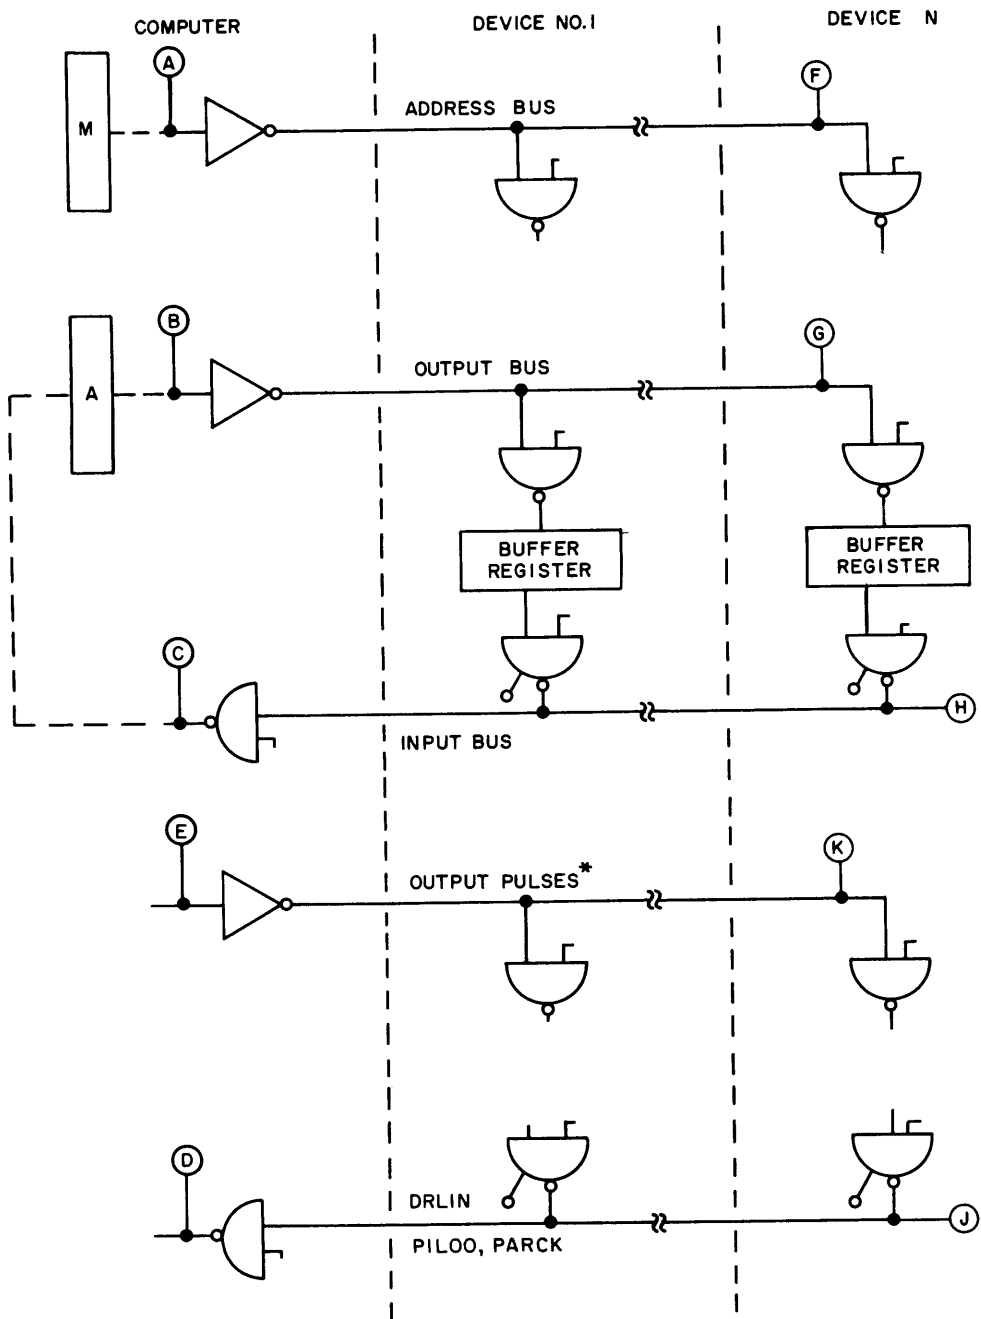 COMPUTER
DEVICE NO. 1
DEVICE N
A
F
M
ADDRESS BUS
B
G
A
OUTPUT BUS
BUFFER
REGISTER
BUFFER
REGISTER
C
H
INPUT BUS
E
K
OUTPUT PULSES*
D
DRLIN
J
PILOO, PARCK